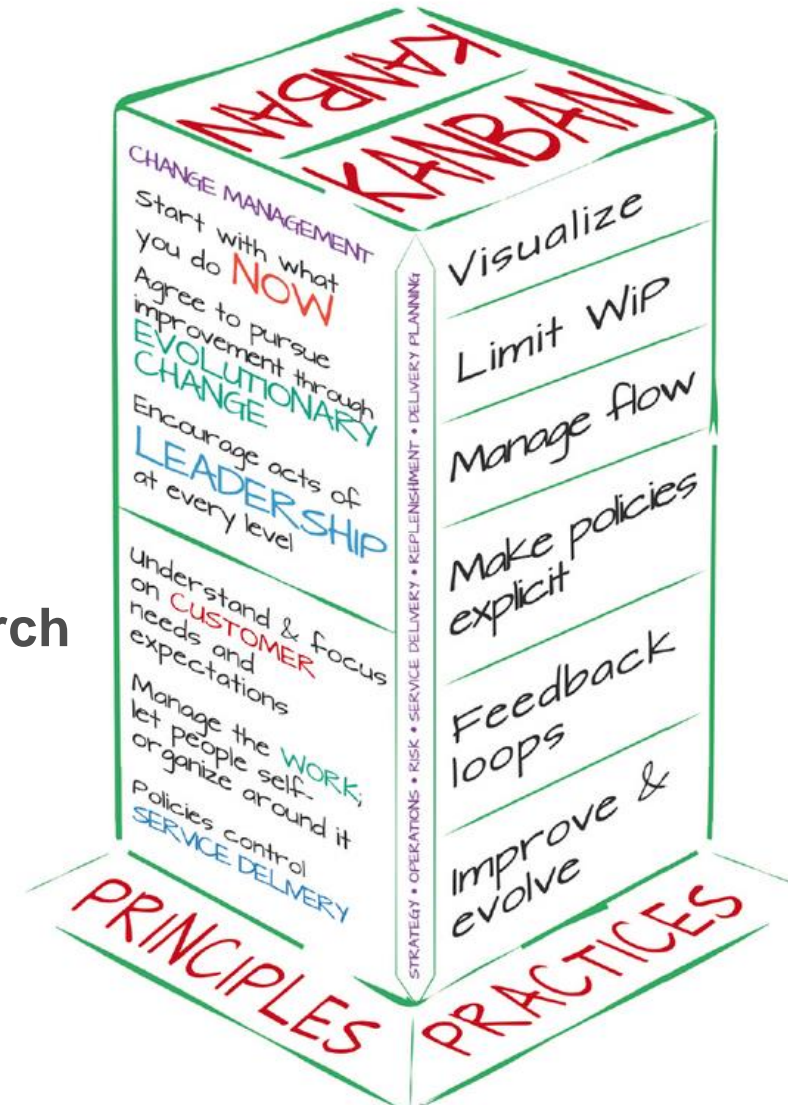 KANBAN
KANBAN
CHANGE MANAGEMENT
Start with what
you do NOW
Agree to pursue
improvement through
EVOLUTIONARY
CHANGE
Encourage acts of
LEADERSHIP
at every level
Understand & focus
on CUSTOMER
needs and
expectations
Manage the WORK;
let people self-
organize around it
Policies control
SERVICE DELIVERY
STRATEGY • OPERATIONS • RISK • SERVICE DELIVERY • REPLENISHMENT • DELIVERY PLANNING
Visualize
Limit WiP
Manage flow
Make policies
explicit
Feedback
loops
Improve &
evolve
PRINCIPLES
PRACTICES
rch